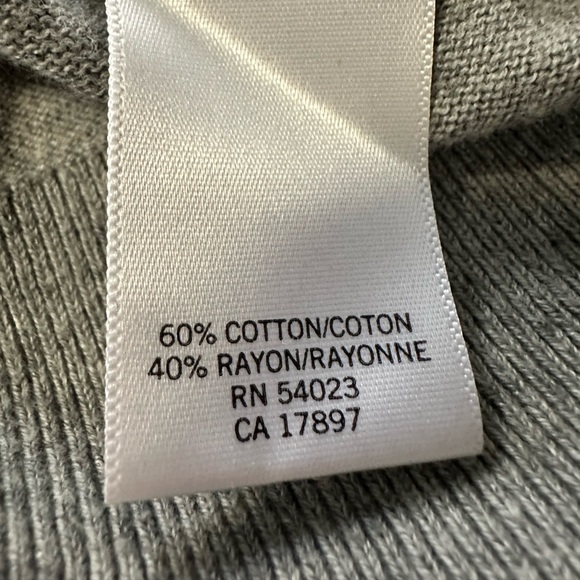 60% COTTON/COTON
40% RAYON/RAYONNE
RN 54023
CA 17897